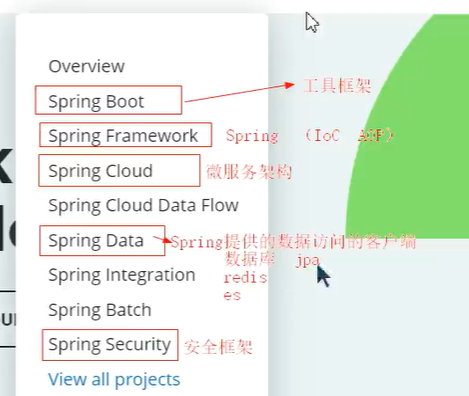 Overview
Spring Boot
工具框架
Spring Framework Spring （IoC AOP）
Spring Cloud 微服务架构
Spring Cloud Data Flow
Spring Data Spring提供的数据访问的客户端
数据库 jpa
Spring Integration redis
es
Spring Batch
Spring Security 安全框架
View all projects